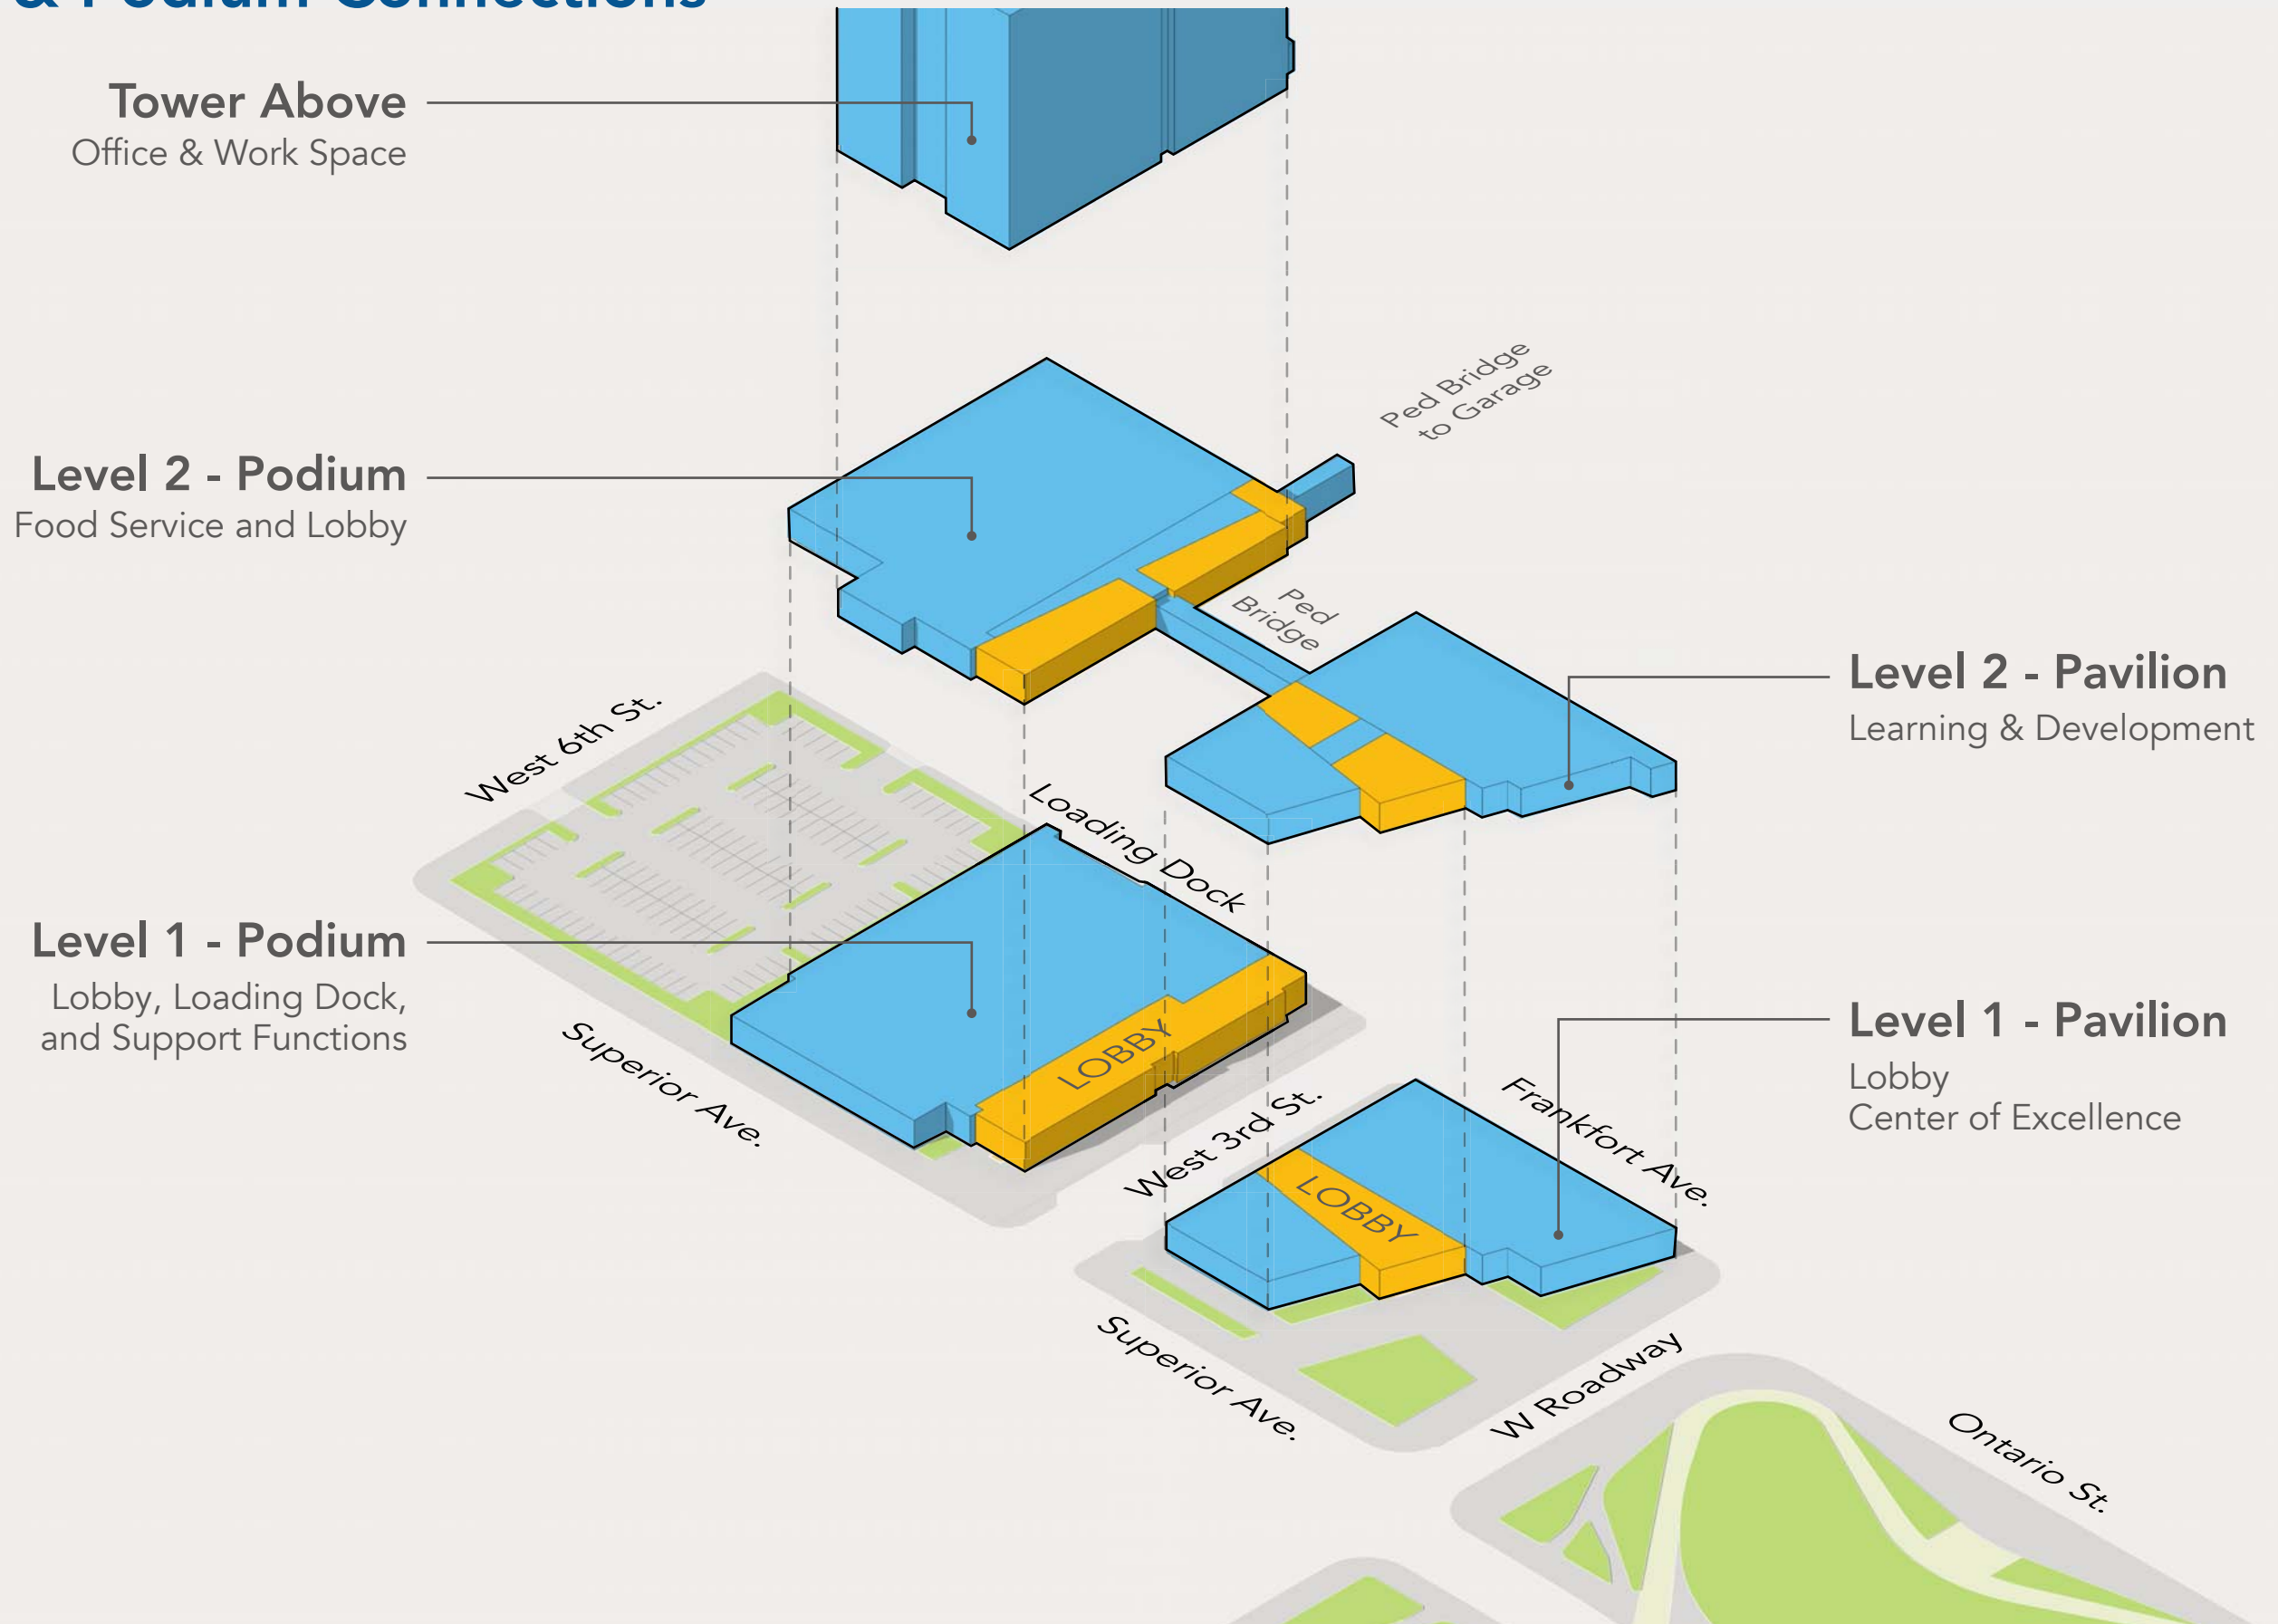 & Podium Connections
Tower Above
Office & Work Space
Ped Bridge
to Garage
Level 2 - Podium
Food Service and Lobby
Ped
Bridge
Level 2 - Pavilion
Learning & Development
West 6th St.
Loading Dock
Level 1 - Podium
Lobby, Loading Dock,
and Support Functions
LOBBY
Superior Ave.
West 3rd St.
Frankfort Ave.
Level 1 - Pavilion
Lobby
Center of Excellence
LOBBY
Superior Ave.
W Roadway
Ontario St.